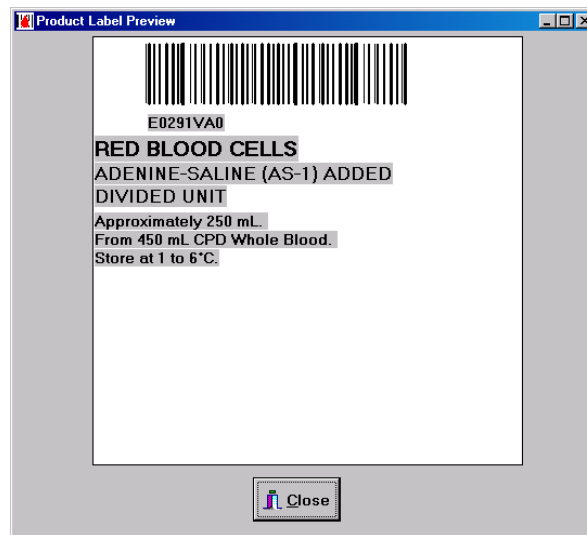 Product Label Preview
E0291VA0
RED BLOOD CELLS
ADENINE-SALINE (AS-1) ADDED
DIVIDED UNIT
Approximately 250 mL.
From 450 mL CPD Whole Blood.
Store at 1 to 6°C.
Close